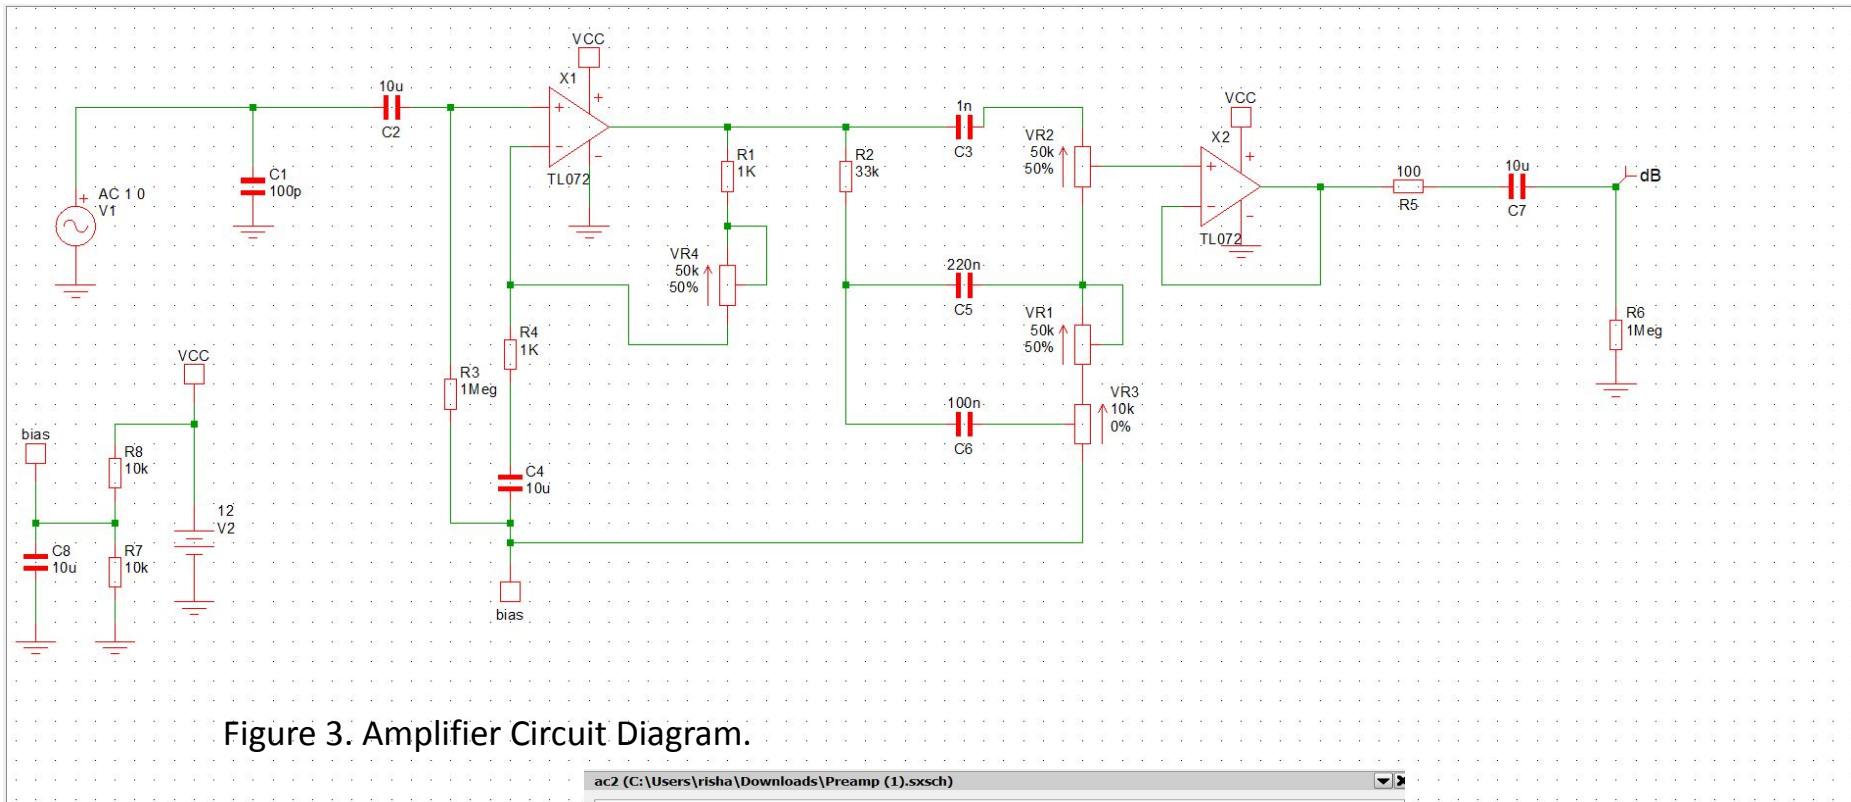 VCC
X1
+
+
−
−
TL072
10u
C2
C1
100p
+
AC 1 0
V1
R1
1K
VR4
50k
50%
R2
33k
1n
C3
VR2
50k
50%
VCC
X2
+
+
−
−
TL072
100
R5
10u
C7
dB
R6
1Meg
220n
C5
VR1
50k
50%
100n
C6
VR3
10k
0%
R4
1K
R3
1Meg
C4
10u
bias
VCC
bias
R8
10k
C8
10u
R7
10k
12
V2
Figure 3. Amplifier Circuit Diagram.
ac2 (C:\Users\risha\Downloads\Preamp (1).sxsch)